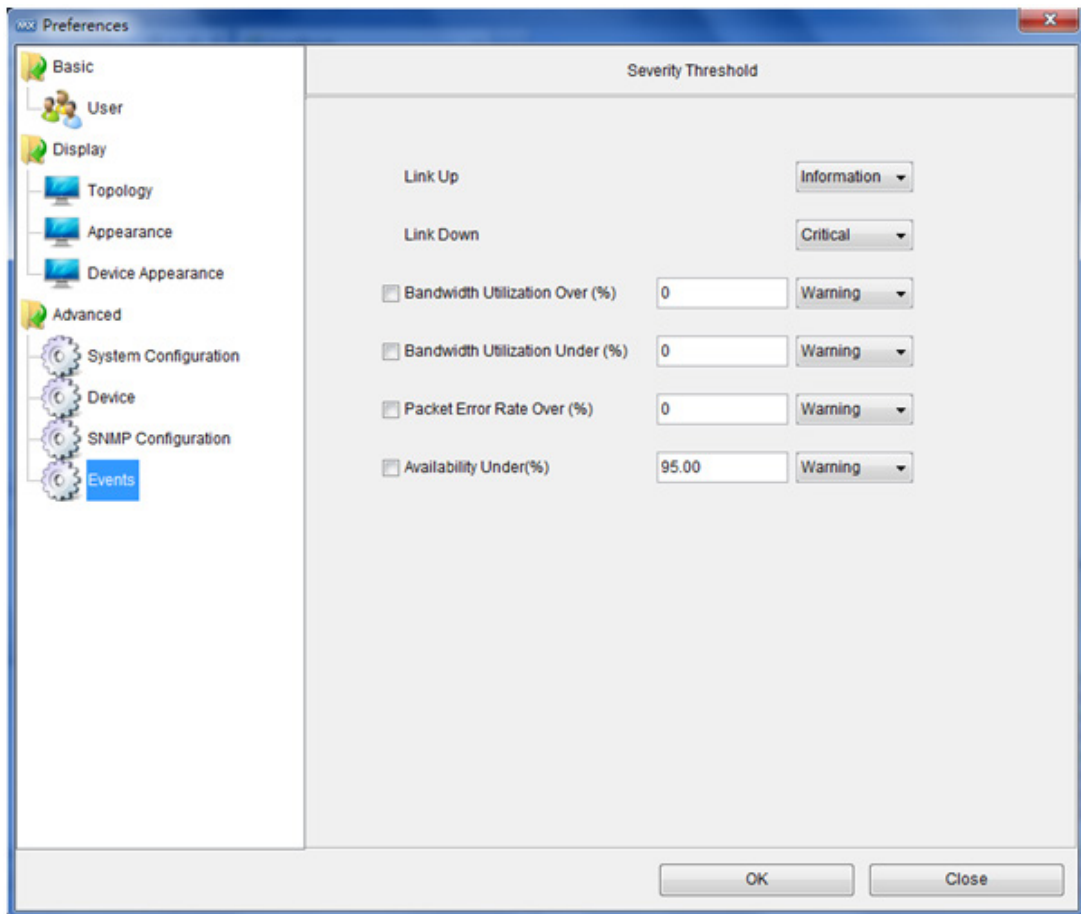 MX Preferences
Basic
User
Display
Topology
Appearance
Device Appearance
Advanced
System Configuration
Device
SNMP Configuration
Events
Severity Threshold
Link Up Information
Link Down Critical
Bandwidth Utilization Over (%) 0 Warning
Bandwidth Utilization Under (%) 0 Warning
Packet Error Rate Over (%) 0 Warning
Availability Under(%) 95.00 Warning
OK Close